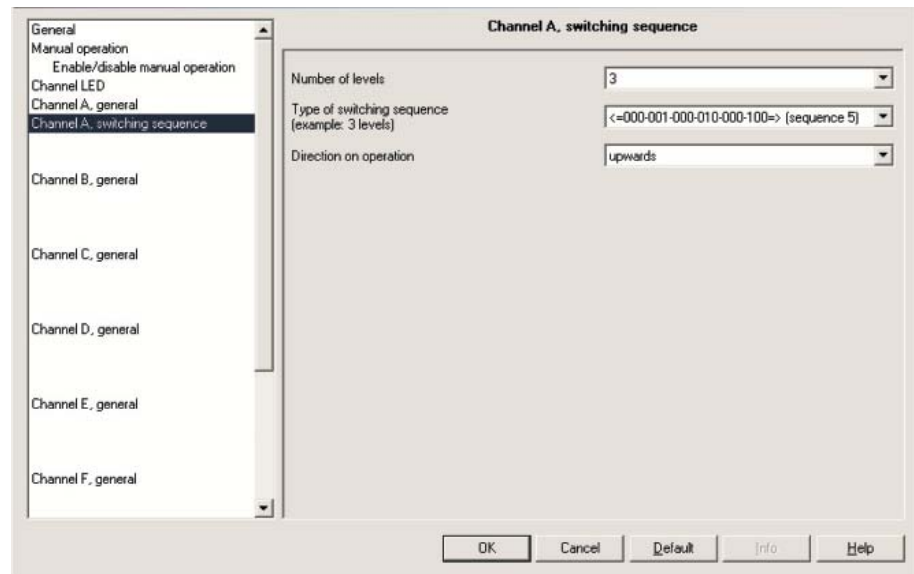 Channel A, switching sequence
General
Manual operation
Enable/disable manual operation
Channel LED
Channel A, general
Channel A, switching sequence
Channel B, general
Channel C, general
Channel D, general
Channel E, general
Channel F, general
Number of levels
3
Type of switching sequence
(example: 3 levels)
<=000-001-000-010-000-100=> (sequence 5)
Direction on operation
upwards
OK
Cancel
Default
Info
Help